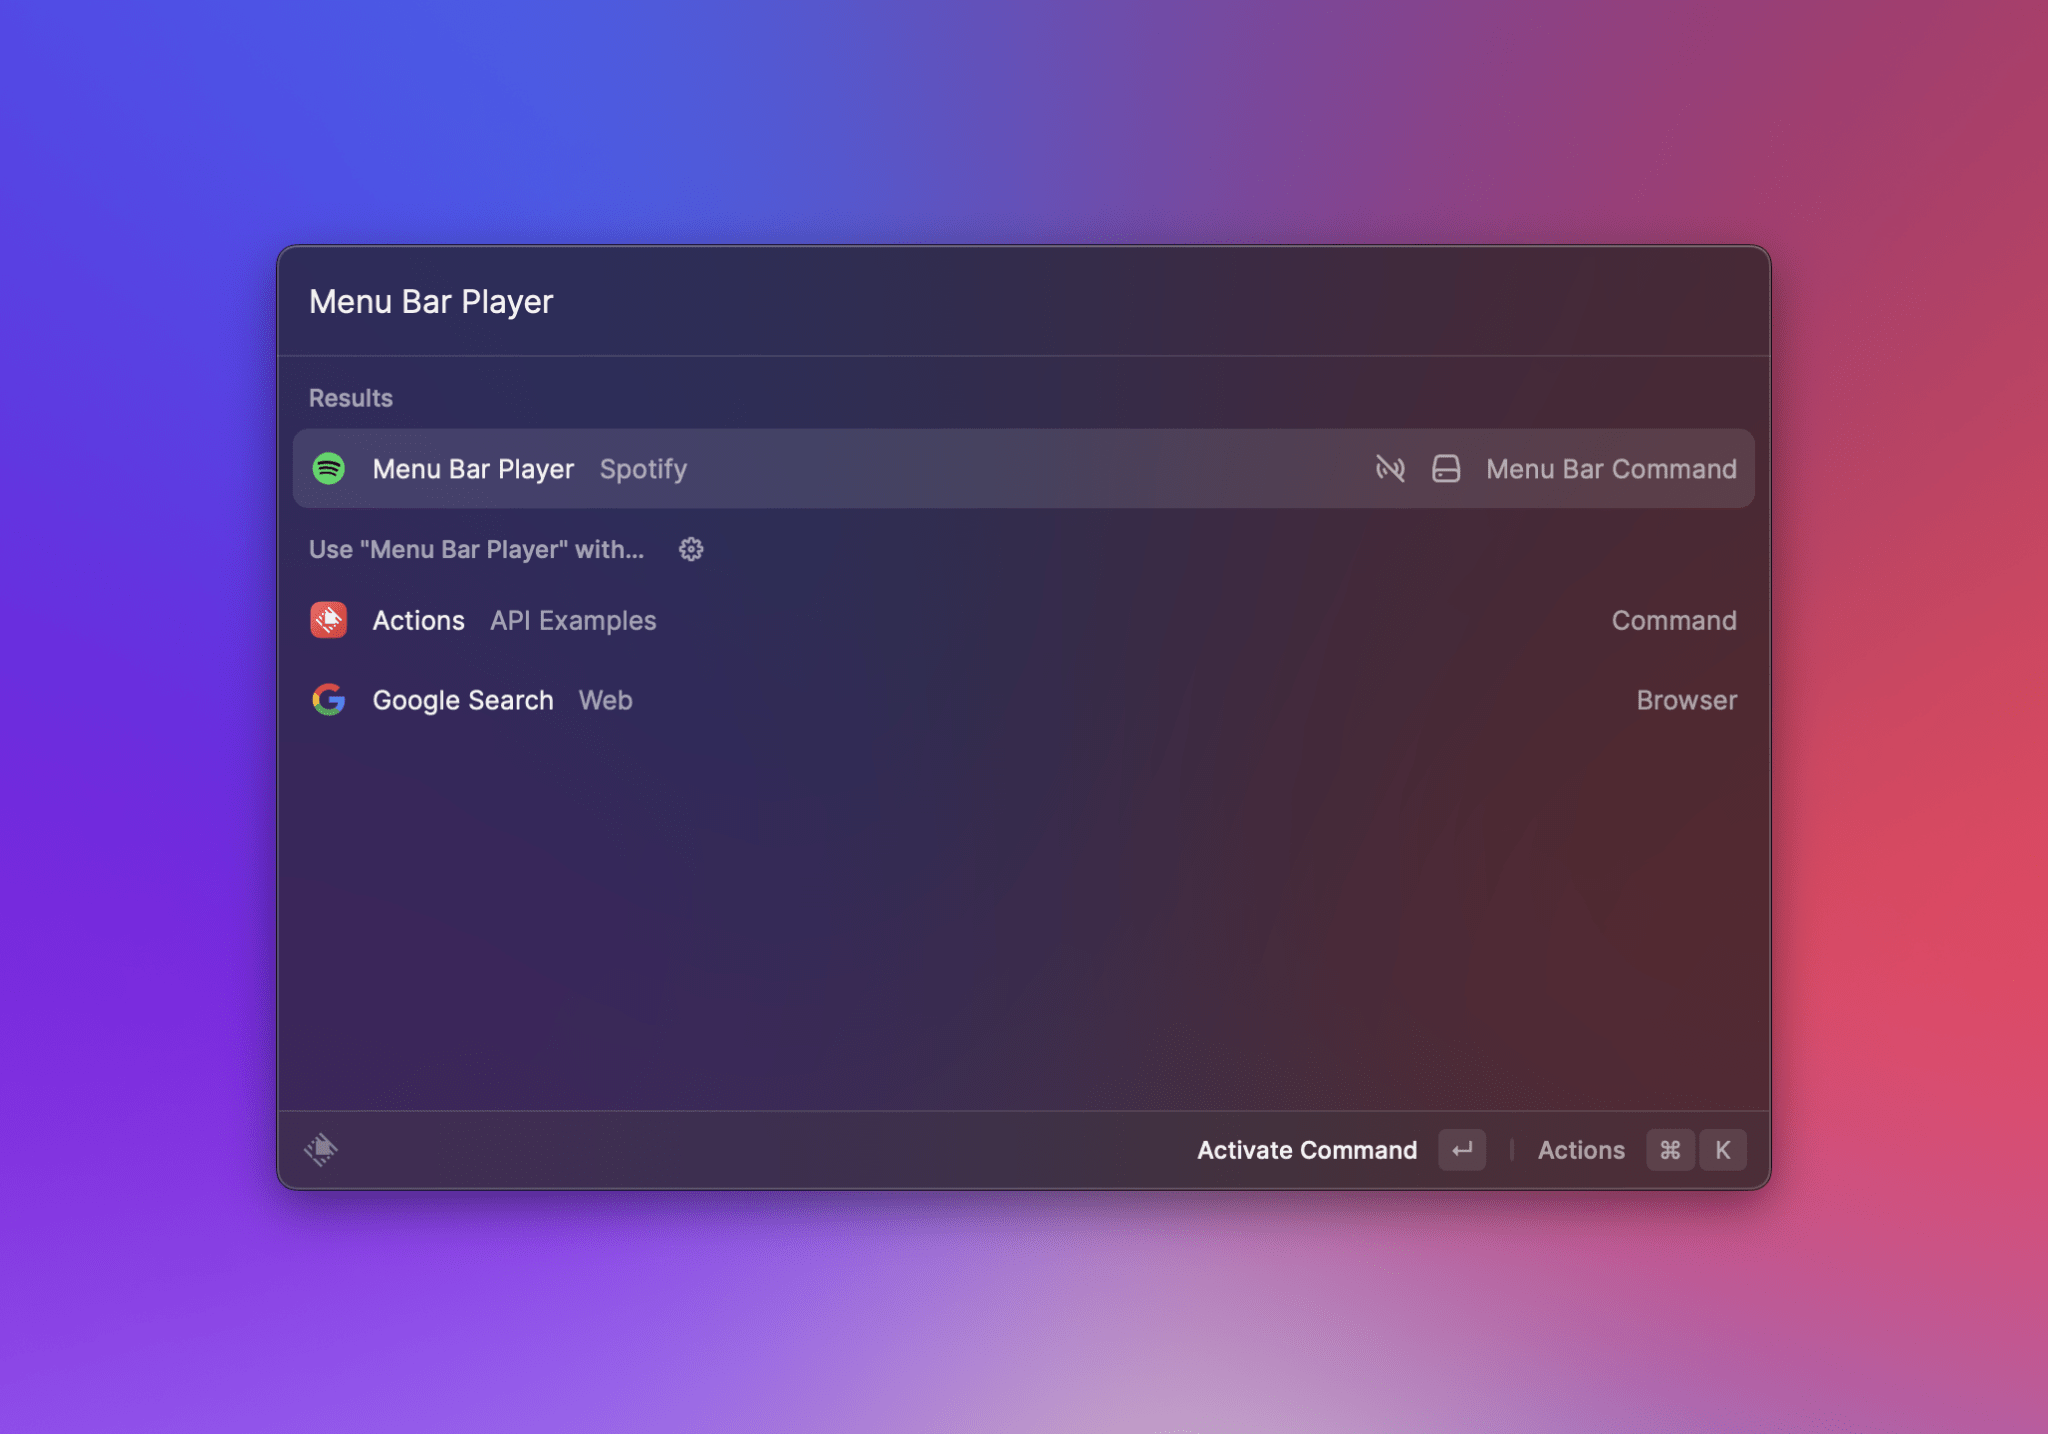 Menu Bar Player
Results
Menu Bar Player Spotify Menu Bar Command
Use "Menu Bar Player" with...
Actions API Examples Command
Google Search Web Browser
Activate Command ↵ | Actions ⌘ K